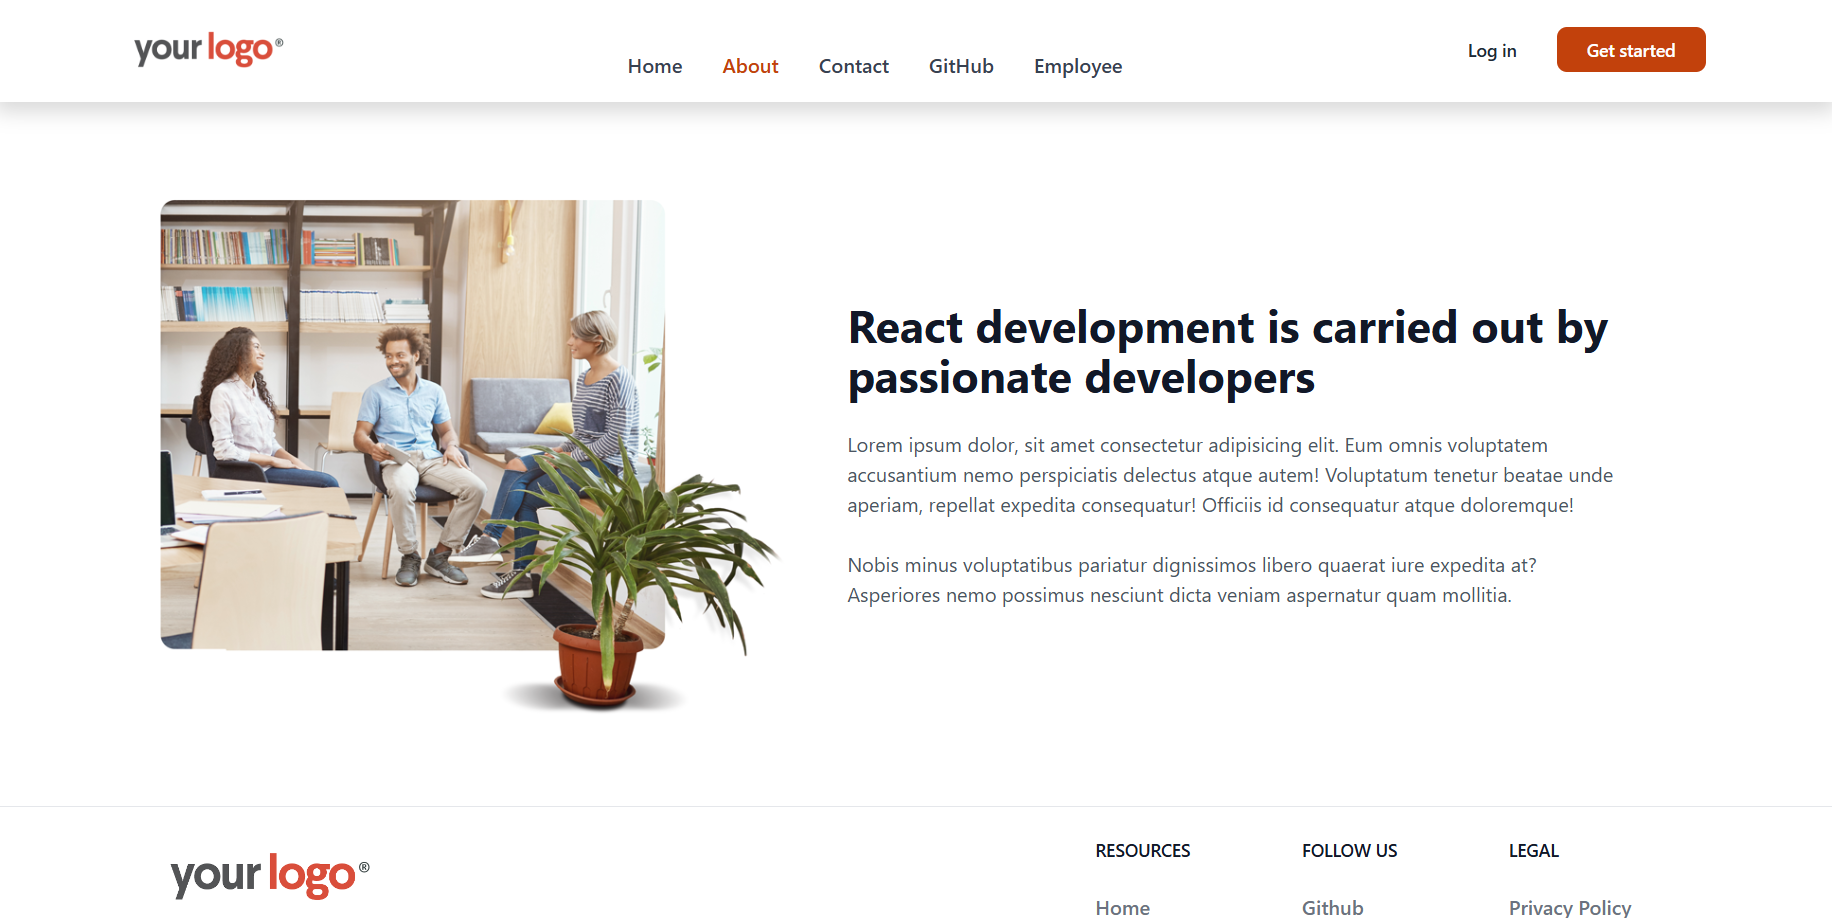 your logo®
Home About Contact GitHub Employee
Log in
Get started
React development is carried out by
passionate developers
Lorem ipsum dolor, sit amet consectetur adipisicing elit. Eum omnis voluptatem
accusantium nemo perspiciatis delectus atque autem! Voluptatum tenetur beatae unde
aperiam, repellat expedita consequatur! Officiis id consequatur atque doloremque!
Nobis minus voluptatibus pariatur dignissimos libero quaerat iure expedita at?
Asperiores nemo possimus nesciunt dicta veniam aspernatur quam mollitia.
your logo®
RESOURCES
Home
FOLLOW US
Github
LEGAL
Privacy Policy